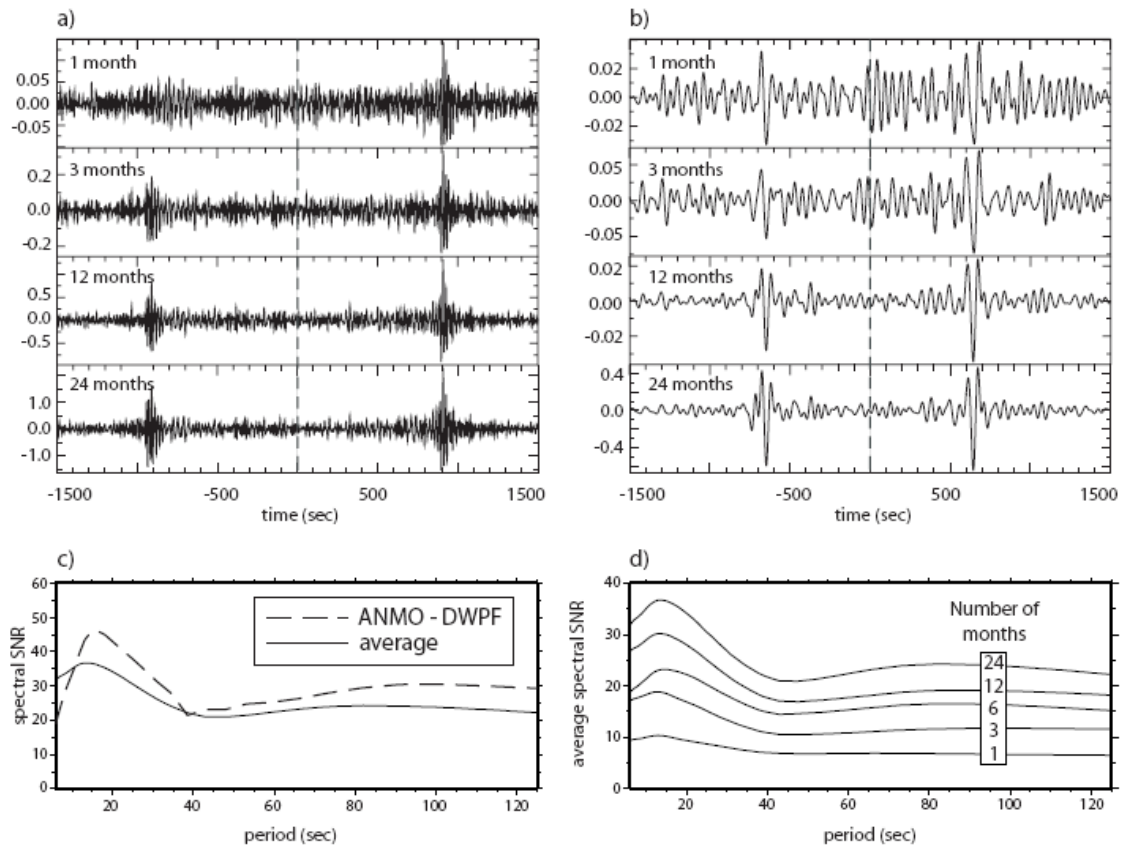 a)
1 month
0.05
0.00
-0.05
3 months
0.2
0.0
-0.2
12 months
0.5
0.0
-0.5
24 months
1.0
0.0
-1.0
-1500 -500 500 1500
time (sec)
b)
1 month
0.02
0.00
-0.02
3 months
0.05
0.00
-0.05
12 months
0.02
0.00
-0.02
24 months
0.4
0.0
-0.4
-1500 -500 500 1500
time (sec)
c)
spectral SNR
60
50
40
30
20
10
0
ANMO - DWPF
average
20 40 60 80 100 120
period (sec)
d)
average spectral SNR
40
30
20
10
0
Number of
months
24
12
6
3
1
20 40 60 80 100 120
period (sec)